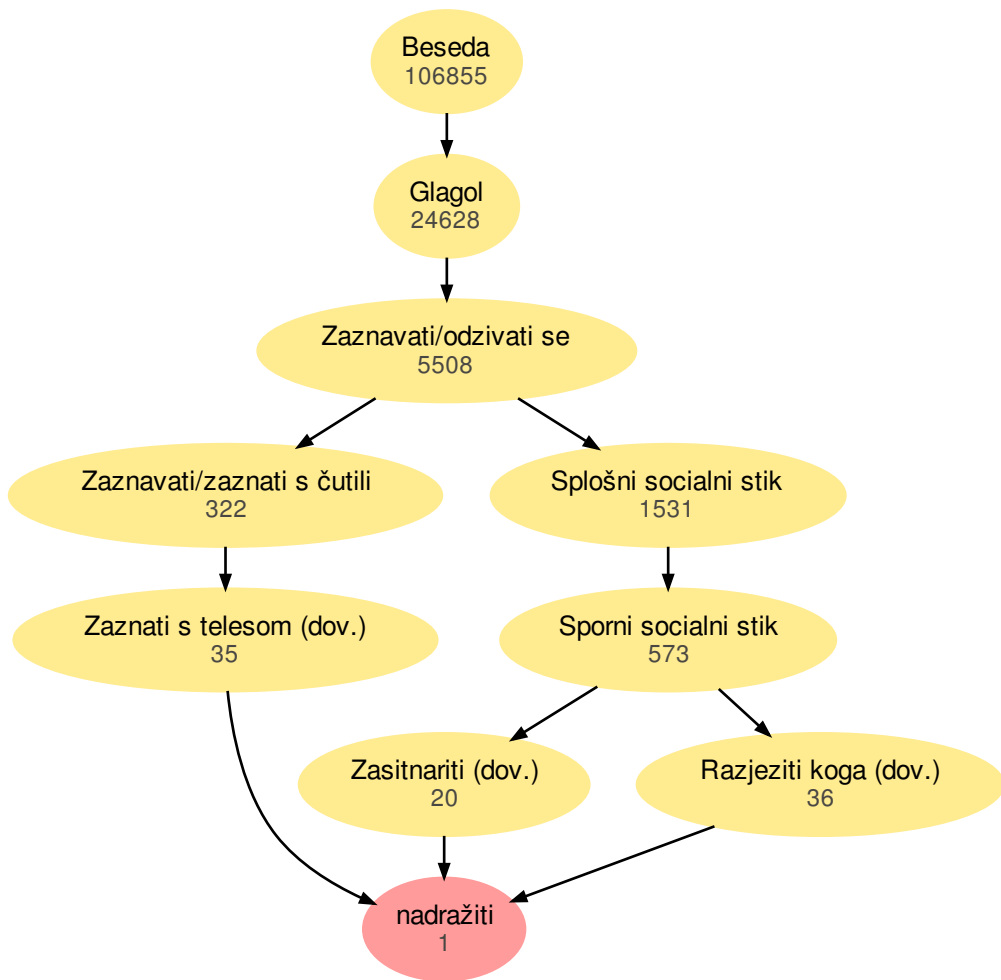 Beseda
106855
Glagol
24628
Zaznavati/odzivati se
5508
Zaznavati/zaznati s čutili
322
Splošni socialni stik
1531
Zaznati s telesom (dov.)
35
Sporni socialni stik
573
Zasitnariti (dov.)
20
Razjeziti koga (dov.)
36
nadražiti
1